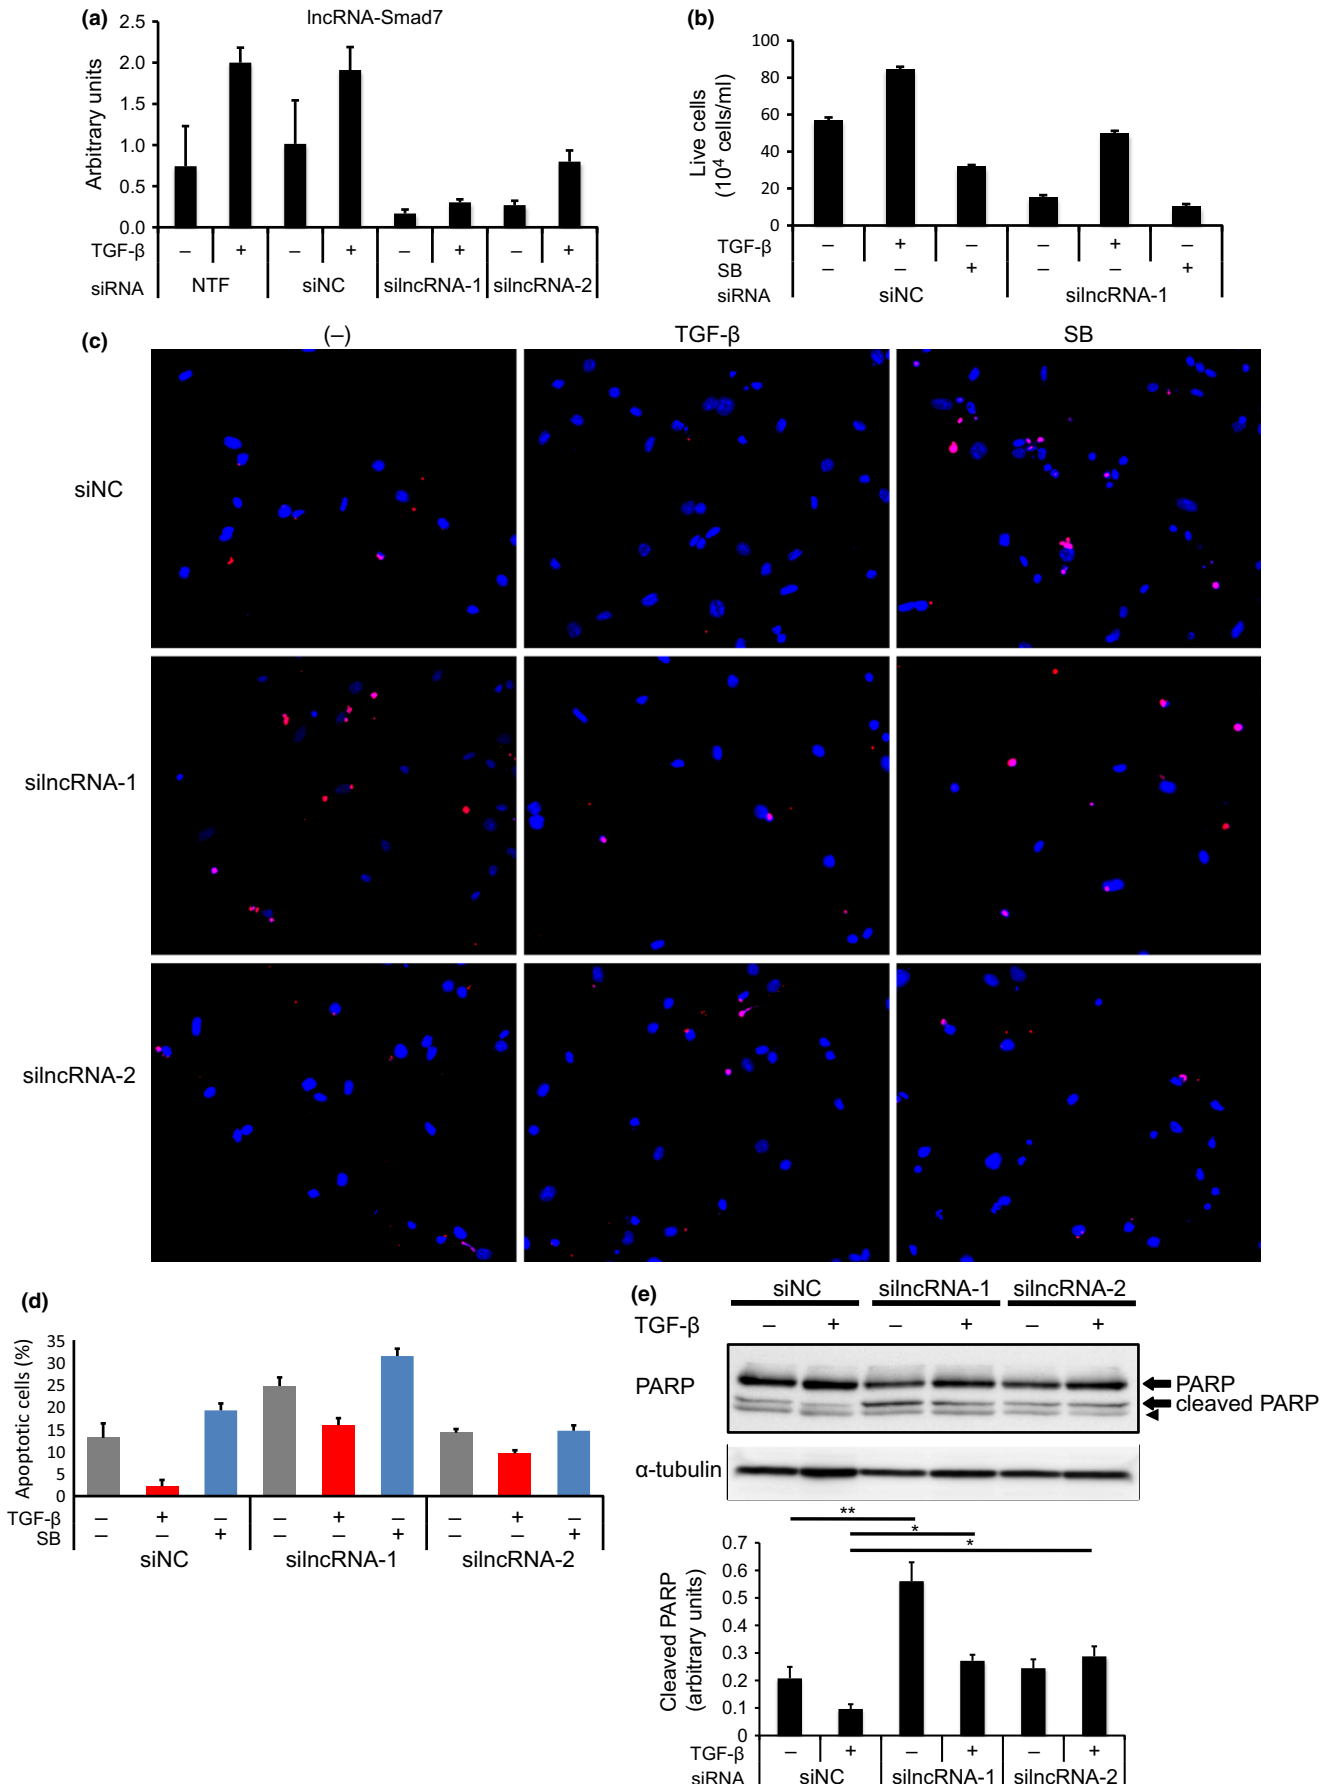 (a)
lncRNA-Smad7
Arbitrary units
2.5
2.0
1.5
1.0
0.5
0.0
TGF-β – + – + – + – +
siRNA NTF siNC silncRNA-1 silncRNA-2
(b)
Live cells
(10⁴ cells/ml)
100
80
60
40
20
0
TGF-β – + – – + –
SB – – + – – +
siRNA siNC silncRNA-1
(c)
(–) TGF-β SB
siNC
silncRNA-1
silncRNA-2
(d)
Apoptotic cells (%)
35
30
25
20
15
10
5
0
TGF-β – + – – + – – + –
SB – – + – – + – – +
siNC silncRNA-1 silncRNA-2
(e)
siNC silncRNA-1 silncRNA-2
TGF-β – + – + – +
PARP
PARP
cleaved PARP
α-tubulin
**
*
*
Cleaved PARP
(arbitrary units)
0.7
0.6
0.5
0.4
0.3
0.2
0.1
0
TGF-β – + – + – +
siRNA siNC silncRNA-1 silncRNA-2